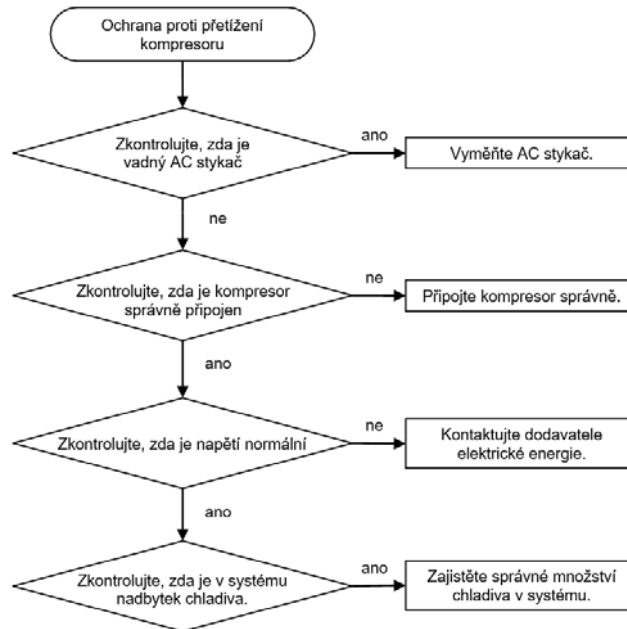 Ochrana proti přetížení
kompresoru
Zkontrolujte, zda je
vadný AC stykač
ano
Vyměňte AC stykač.
ne
Zkontrolujte, zda je kompresor
správně připojen
ne
Připojte kompresor správně.
ano
Zkontrolujte, zda je napětí normální
ne
Kontaktujte dodavatele
elektrické energie.
ano
Zkontrolujte, zda je v systému
nadbytek chladiva.
ano
Zajistěte správné množství
chladiva v systému.